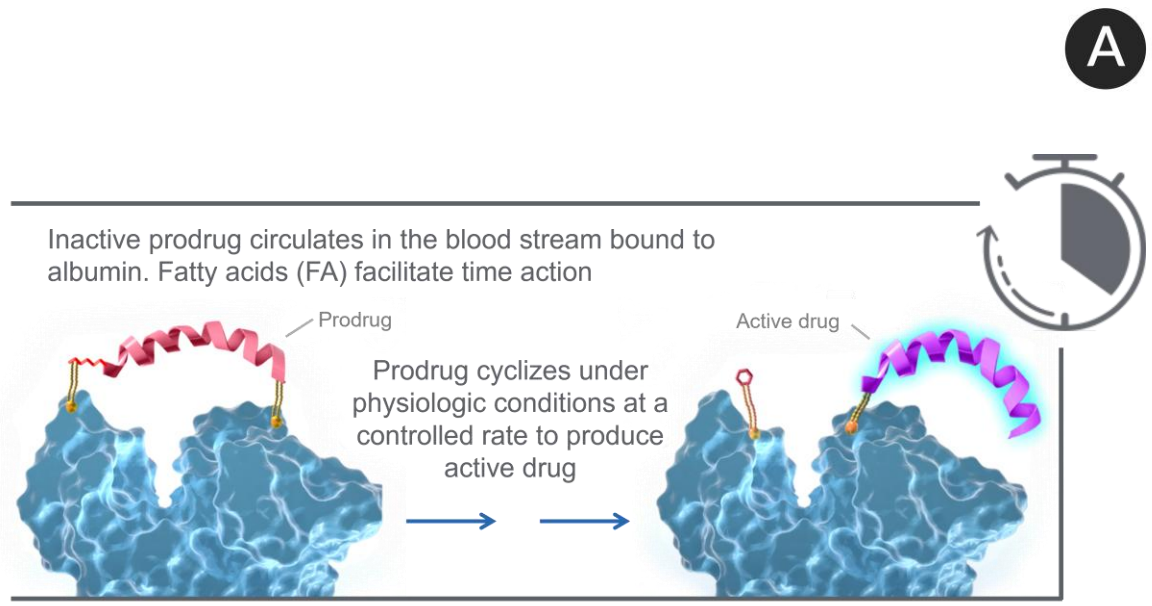 A
Inactive prodrug circulates in the blood stream bound to
albumin. Fatty acids (FA) facilitate time action
Prodrug
Active drug
Prodrug cyclizes under
physiologic conditions at a
controlled rate to produce
active drug